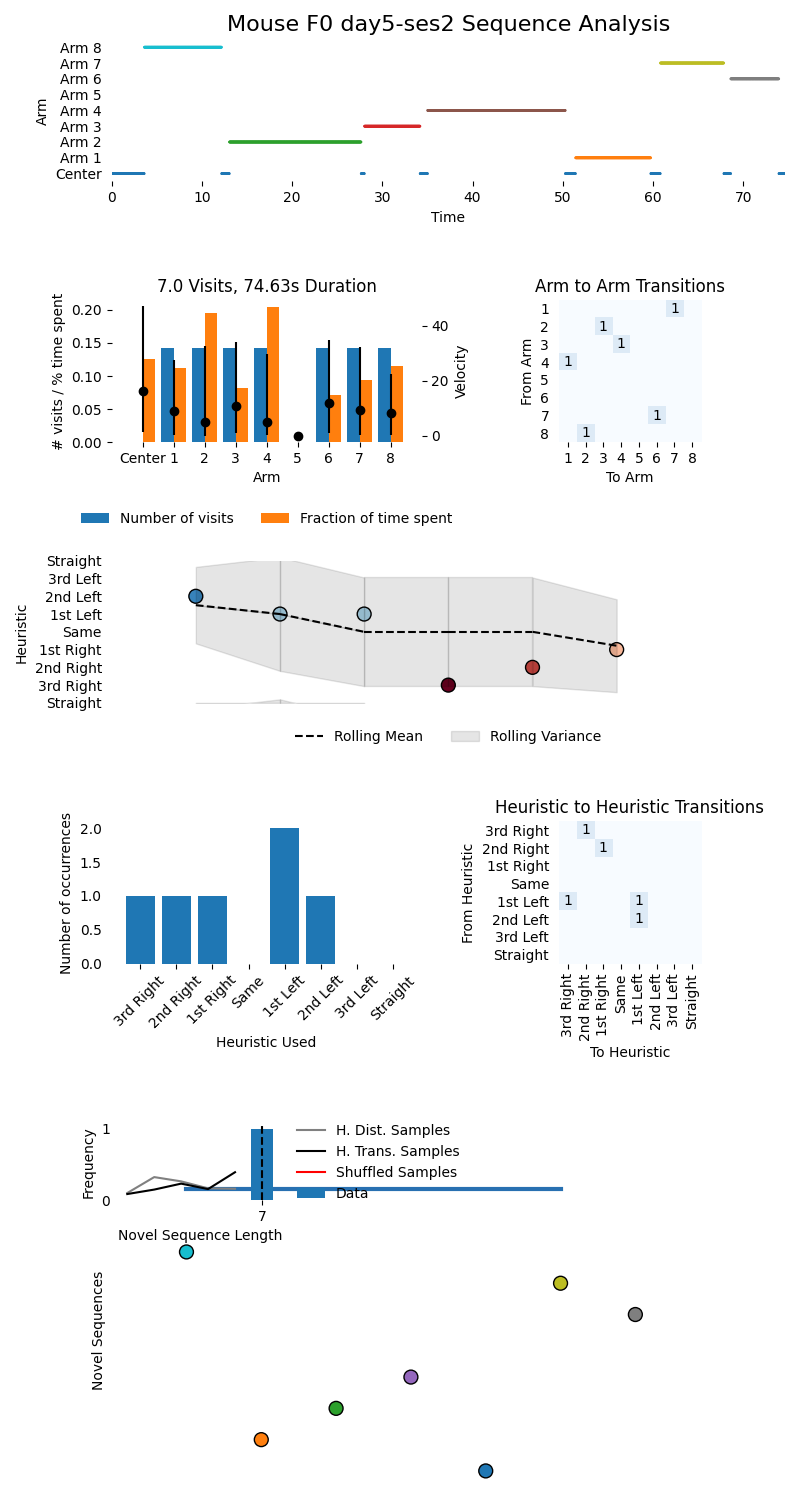 Mouse F0 day5-ses2 Sequence Analysis
Arm 8
Arm 7
Arm 6
Arm 5
Arm 4
Arm 3
Arm 2
Arm 1
Center
Arm
0 10 20 30 40 50 60 70
Time
7.0 Visits, 74.63s Duration
0.20
0.15
0.10
0.05
0.00
# visits / % time spent
40
20
0
Velocity
Center 1 2 3 4 5 6 7 8
Arm
Number of visits
Fraction of time spent
Arm to Arm Transitions
1
2
3
4
5
6
7
8
From Arm
1
1
1
1
1
1
1 2 3 4 5 6 7 8
To Arm
Straight
3rd Left
2nd Left
1st Left
Same
1st Right
2nd Right
3rd Right
Straight
Heuristic
Rolling Mean
Rolling Variance
2.0
1.5
1.0
0.5
0.0
Number of occurrences
3rd Right
2nd Right
1st Right
Same
1st Left
2nd Left
3rd Left
Straight
Heuristic Used
Heuristic to Heuristic Transitions
3rd Right
2nd Right
1st Right
Same
1st Left
2nd Left
3rd Left
Straight
From Heuristic
1
1
1 1
1
3rd Right
2nd Right
1st Right
Same
1st Left
2nd Left
3rd Left
Straight
To Heuristic
1
0
Frequency
7
Novel Sequence Length
H. Dist. Samples
H. Trans. Samples
Shuffled Samples
Data
Novel Sequences